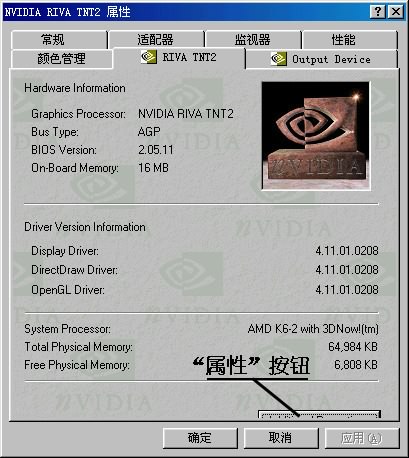 NVIDIA RIVA TNT2 属性
常规 适配器 监视器 性能
颜色管理 RIVA TNT2 Output Device
Hardware Information
Graphics Processor: NVIDIA RIVA TNT2
Bus Type: AGP
BIOS Version: 2.05.11
On-Board Memory: 16 MB
nVIDIA
Driver Version Information
Display Driver: 4.11.01.0208
DirectDraw Driver: 4.11.01.0208
OpenGL Driver: 4.11.01.0208
System Processor: AMD K6-2 with 3DNow!(tm)
Total Physical Memory: 64,984 KB
Free Physical Memory: 6,808 KB
“属性”按钮
确定 取消 应用(A)